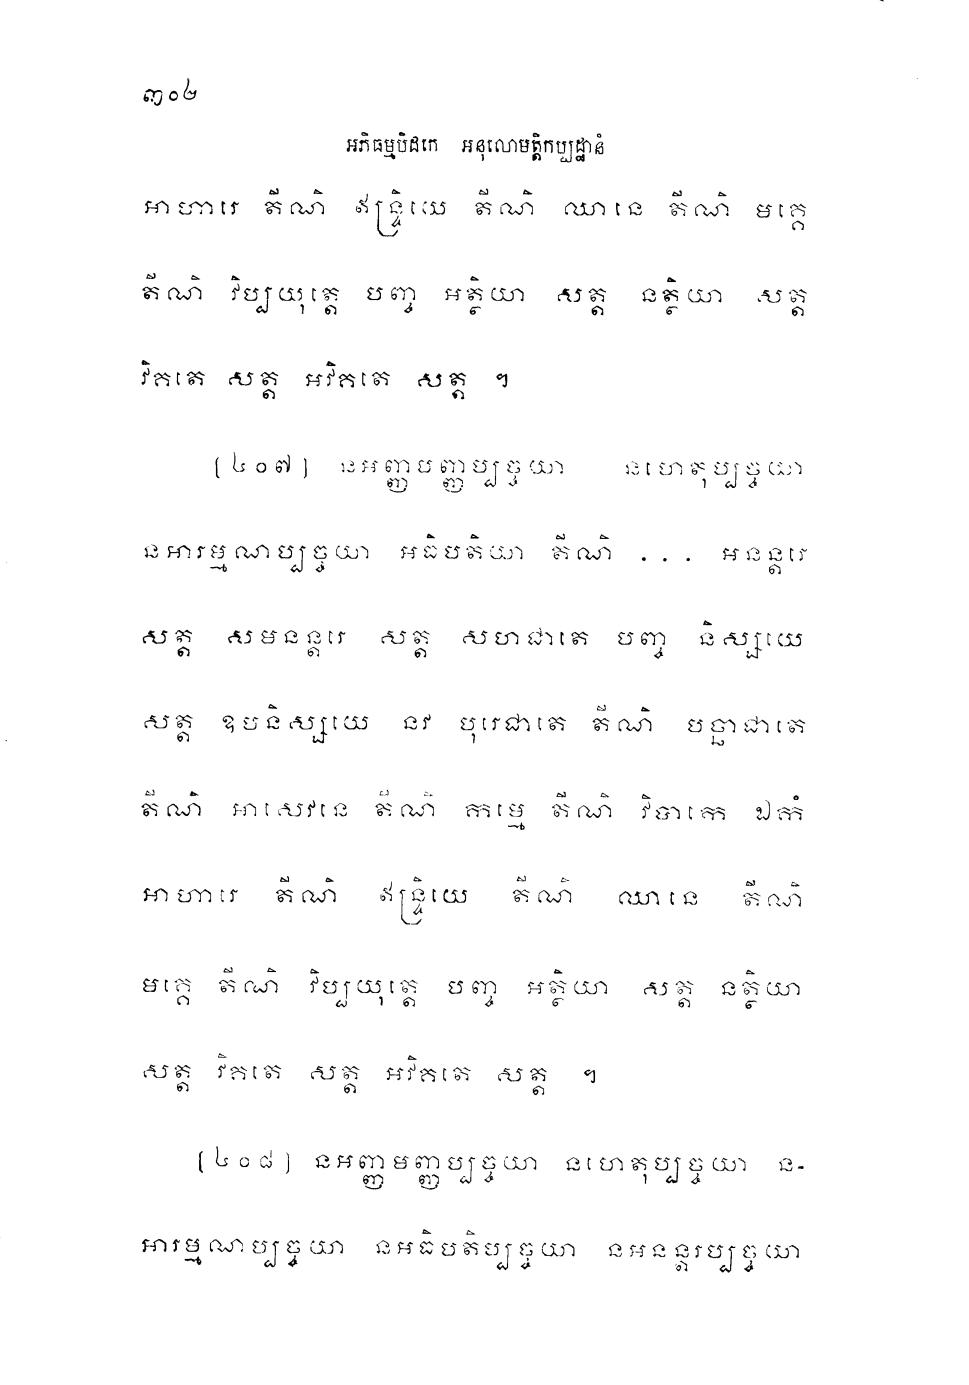 ៣០៤
អភិធម្មបិដកេ អនុលោមត្តិកប្បដ្ឋានំ
អាហារេ តីណិ ឥន្ទ្រិយេ តីណិ ឈានេ តីណិ មគ្គេ
តីណិ វិប្បយុត្តេ បញ្ច អត្ថិយា សត្ត នត្ថិយា សត្ត
វិគតេ សត្ត អវិគតេ សត្ត ។
(៤០៧) នអញ្ញមញ្ញប្បច្ចយា នហេតុប្បច្ចយា
នអារម្មណប្បច្ចយា អធិបតិយា តីណិ ... អនន្តរេ
សត្ត សមនន្តរេ សត្ត សហជាតេ បញ្ច និស្សយេ
សត្ត ឧបនិស្សយេ នវ បុរេជាតេ តីណិ បច្ឆាជាតេ
តីណិ អាសេវនេ តីណិ កម្មេ តីណិ វិបាកេ ឯកំ
អាហារេ តីណិ ឥន្ទ្រិយេ តីណិ ឈានេ តីណិ
មគ្គេ តីណិ វិប្បយុត្តេ បញ្ច អត្ថិយា សត្ត នត្ថិយា
សត្ត វិគតេ សត្ត អវិគតេ សត្ត ។
(៤០៨) នអញ្ញមញ្ញប្បច្ចយា នហេតុប្បច្ចយា ន-
អារម្មណប្បច្ចយា នអធិបតិប្បច្ចយា នអនន្តរប្បច្ចយា